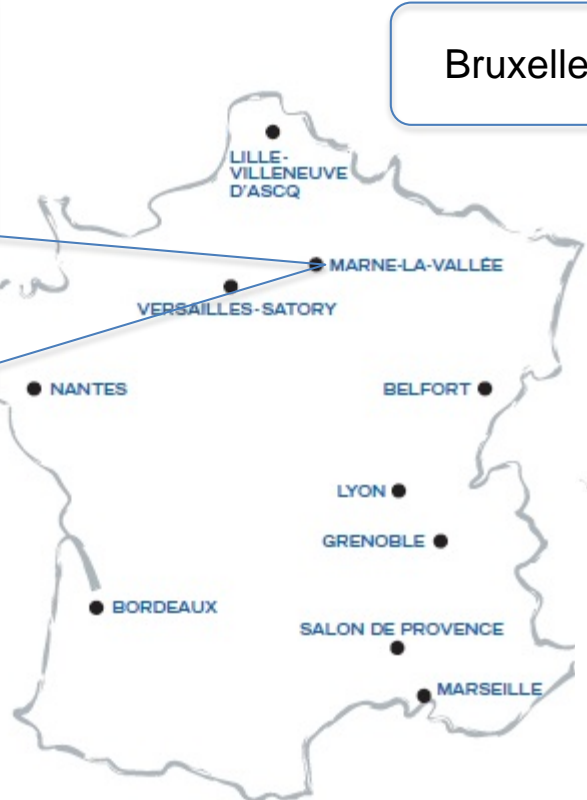 Bruxelle
LILLE-
VILLENEUVE
D'ASCQ
MARNE-LA-VALLÉE
VERSAILLES-SATORY
NANTES
BELFORT
LYON
GRENOBLE
BORDEAUX
SALON DE PROVENCE
MARSEILLE